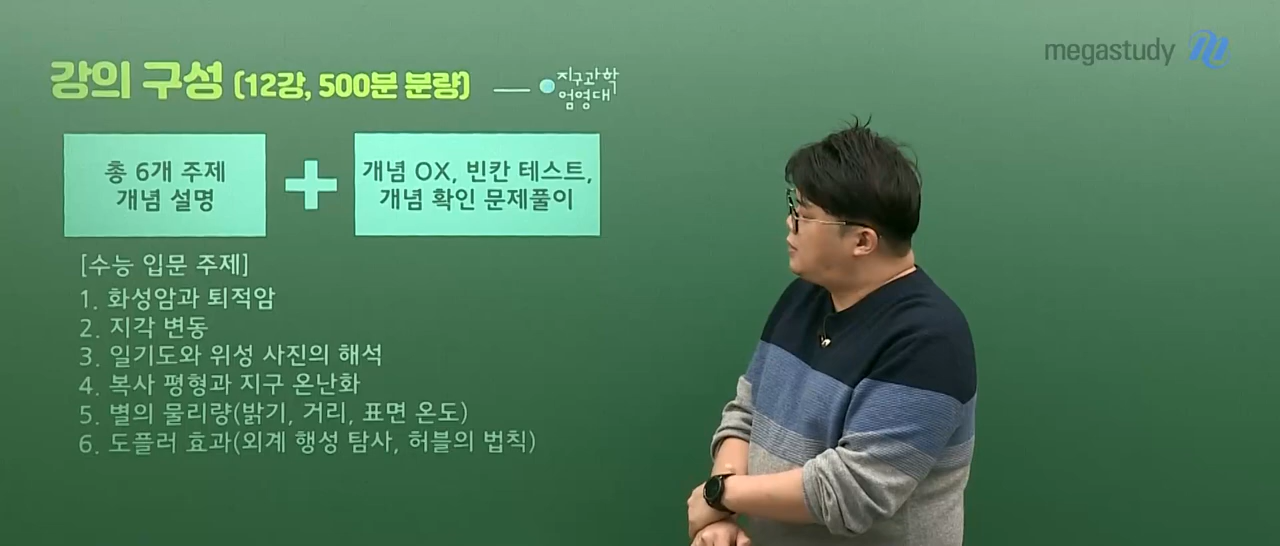 megastudy
강의 구성 (12강, 500분 분량)
지구과학
엄영대
총 6개 주제
개념 설명
개념 OX, 빈칸 테스트,
개념 확인 문제풀이
[수능 입문 주제]
1. 화성암과 퇴적암
2. 지각 변동
3. 일기도와 위성 사진의 해석
4. 복사 평형과 지구 온난화
5. 별의 물리량(밝기, 거리, 표면 온도)
6. 도플러 효과(외계 행성 탐사, 허블의 법칙)